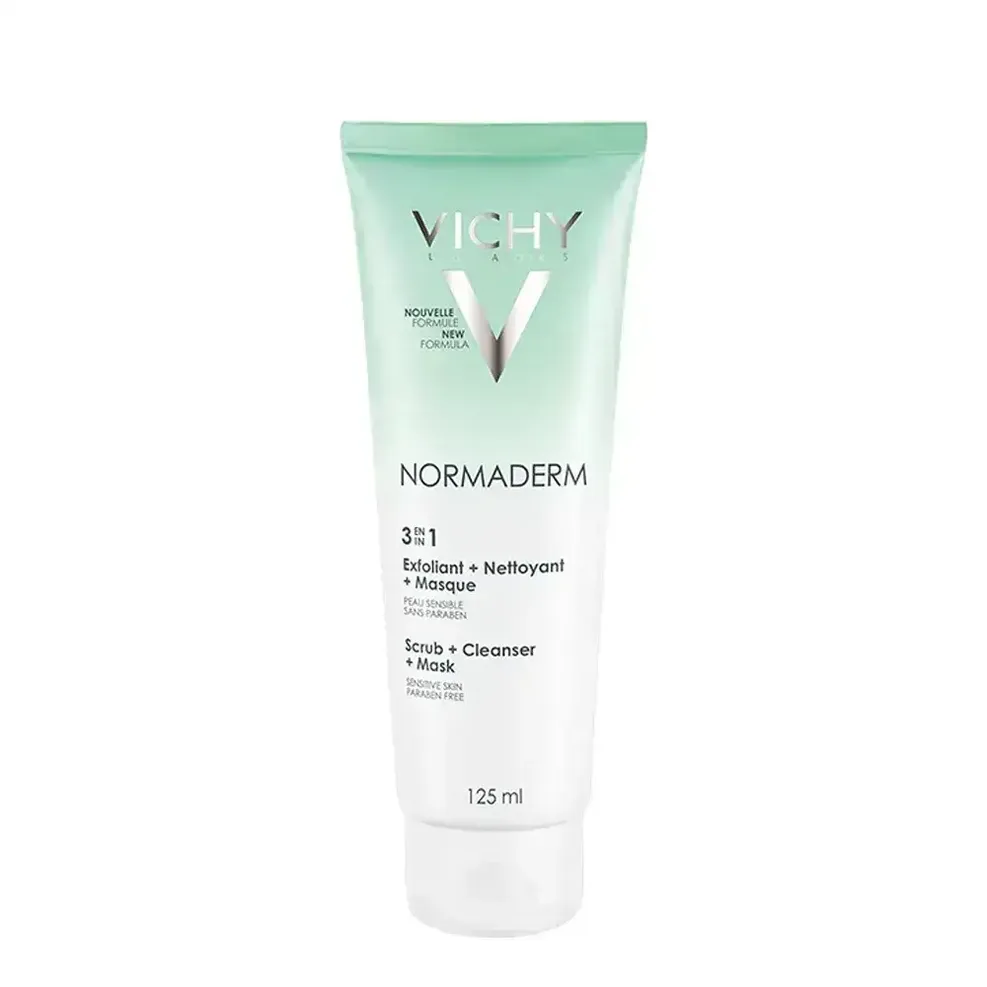 VICHY
NOUVELLE
FORMULE
NEW
FORMULA
NORMADERM
3 EN IN 1
Exfoliant + Nettoyant
+ Masque
PEAU SENSIBLE
SANS PARABEN
Scrub + Cleanser
+ Mask
SENSITIVE SKIN
PARABEN FREE
125 ml